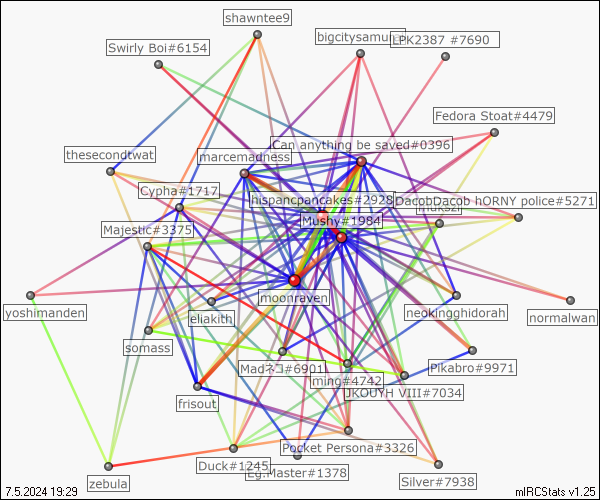 shawntee9
bigcitysamurai
LPK2387 #7690
Swirly Boi#6154
Fedora Stoat#4479
Can anything be saved#0396
thesecondtwat
marcemadness
Cypha#1717
hispancpancakes#2928
DacobDacob hORNY police#5271
Mushy#1984
Majestic#3375
moonraven
yoshimanden
eliakith
neokingghidorah
normalwan
somass
Madネコ#6901
Pikabro#9971
ming#4742
JKOUYH VIII#7034
frisout
Pocket Persona#3326
Duck#1245
Eg.Master#1378
zebula
Silver#7938
7.5.2024 19:29
mIRCStats v1.25